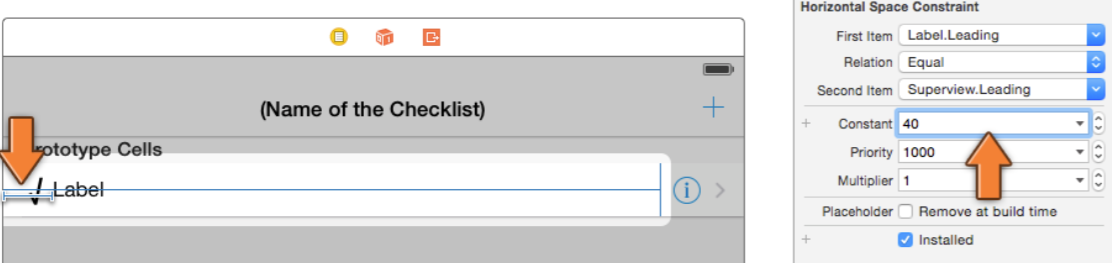 (Name of the Checklist)
+
rototype Cells
√ Label
i
Horizontal Space Constraint
First Item Label.Leading
Relation Equal
Second Item Superview.Leading
+ Constant 40
Priority 1000
Multiplier 1
Placeholder Remove at build time
+ Installed